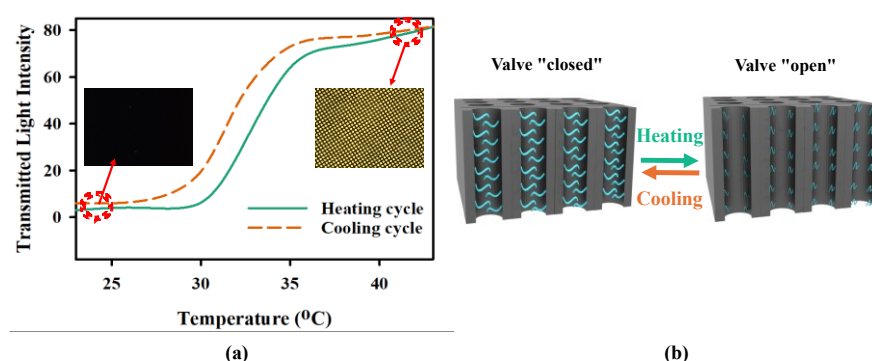 (a)
80
60
40
20
0
Transmitted Light Intensity
Heating cycle
Cooling cycle
25
30
35
40
Temperature (⁰C)
Valve "closed"
Valve "open"
Heating
Cooling
(a)
(b)